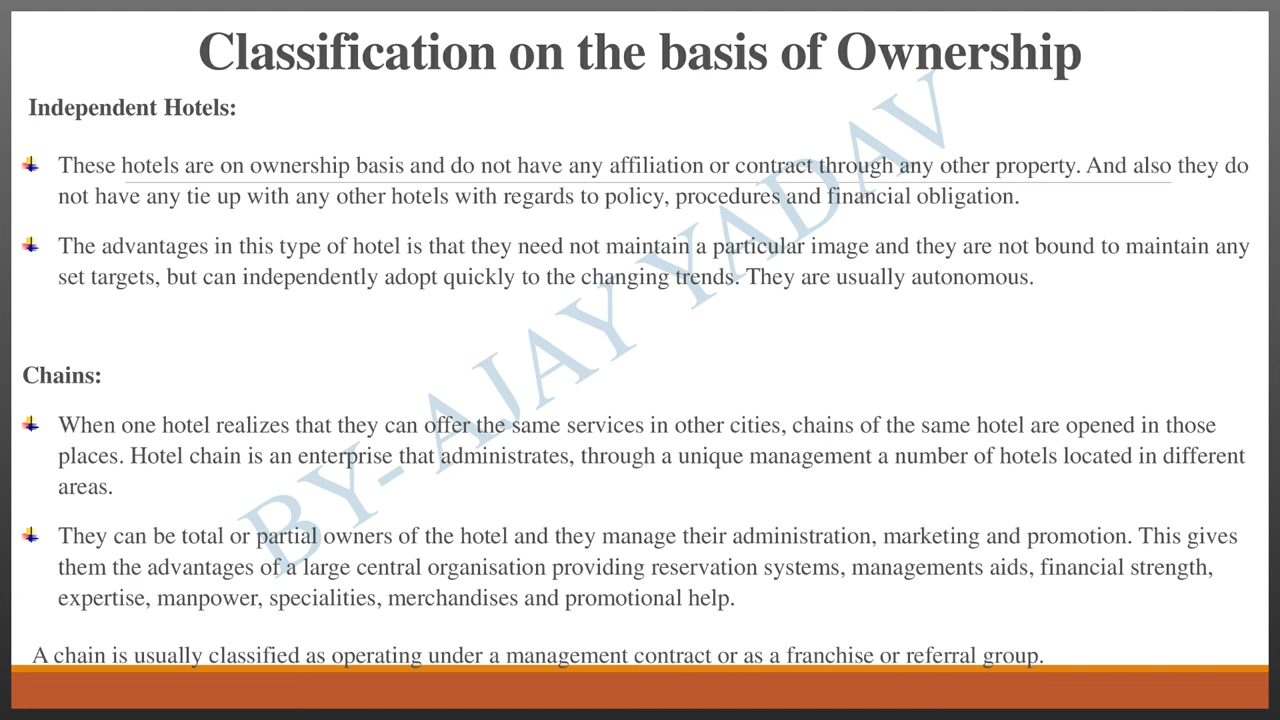 Classification on the basis of Ownership
Independent Hotels:
These hotels are on ownership basis and do not have any affiliation or contract through any other property. And also they do
not have any tie up with any other hotels with regards to policy, procedures and financial obligation.
The advantages in this type of hotel is that they need not maintain a particular image and they are not bound to maintain any
set targets, but can independently adopt quickly to the changing trends. They are usually autonomous.
Chains:
When one hotel realizes that they can offer the same services in other cities, chains of the same hotel are opened in those
places. Hotel chain is an enterprise that administrates, through a unique management a number of hotels located in different
areas.
They can be total or partial owners of the hotel and they manage their administration, marketing and promotion. This gives
them the advantages of a large central organisation providing reservation systems, managements aids, financial strength,
expertise, manpower, specialities, merchandises and promotional help.
A chain is usually classified as operating under a management contract or as a franchise or referral group.
BY- AJAY YADAV